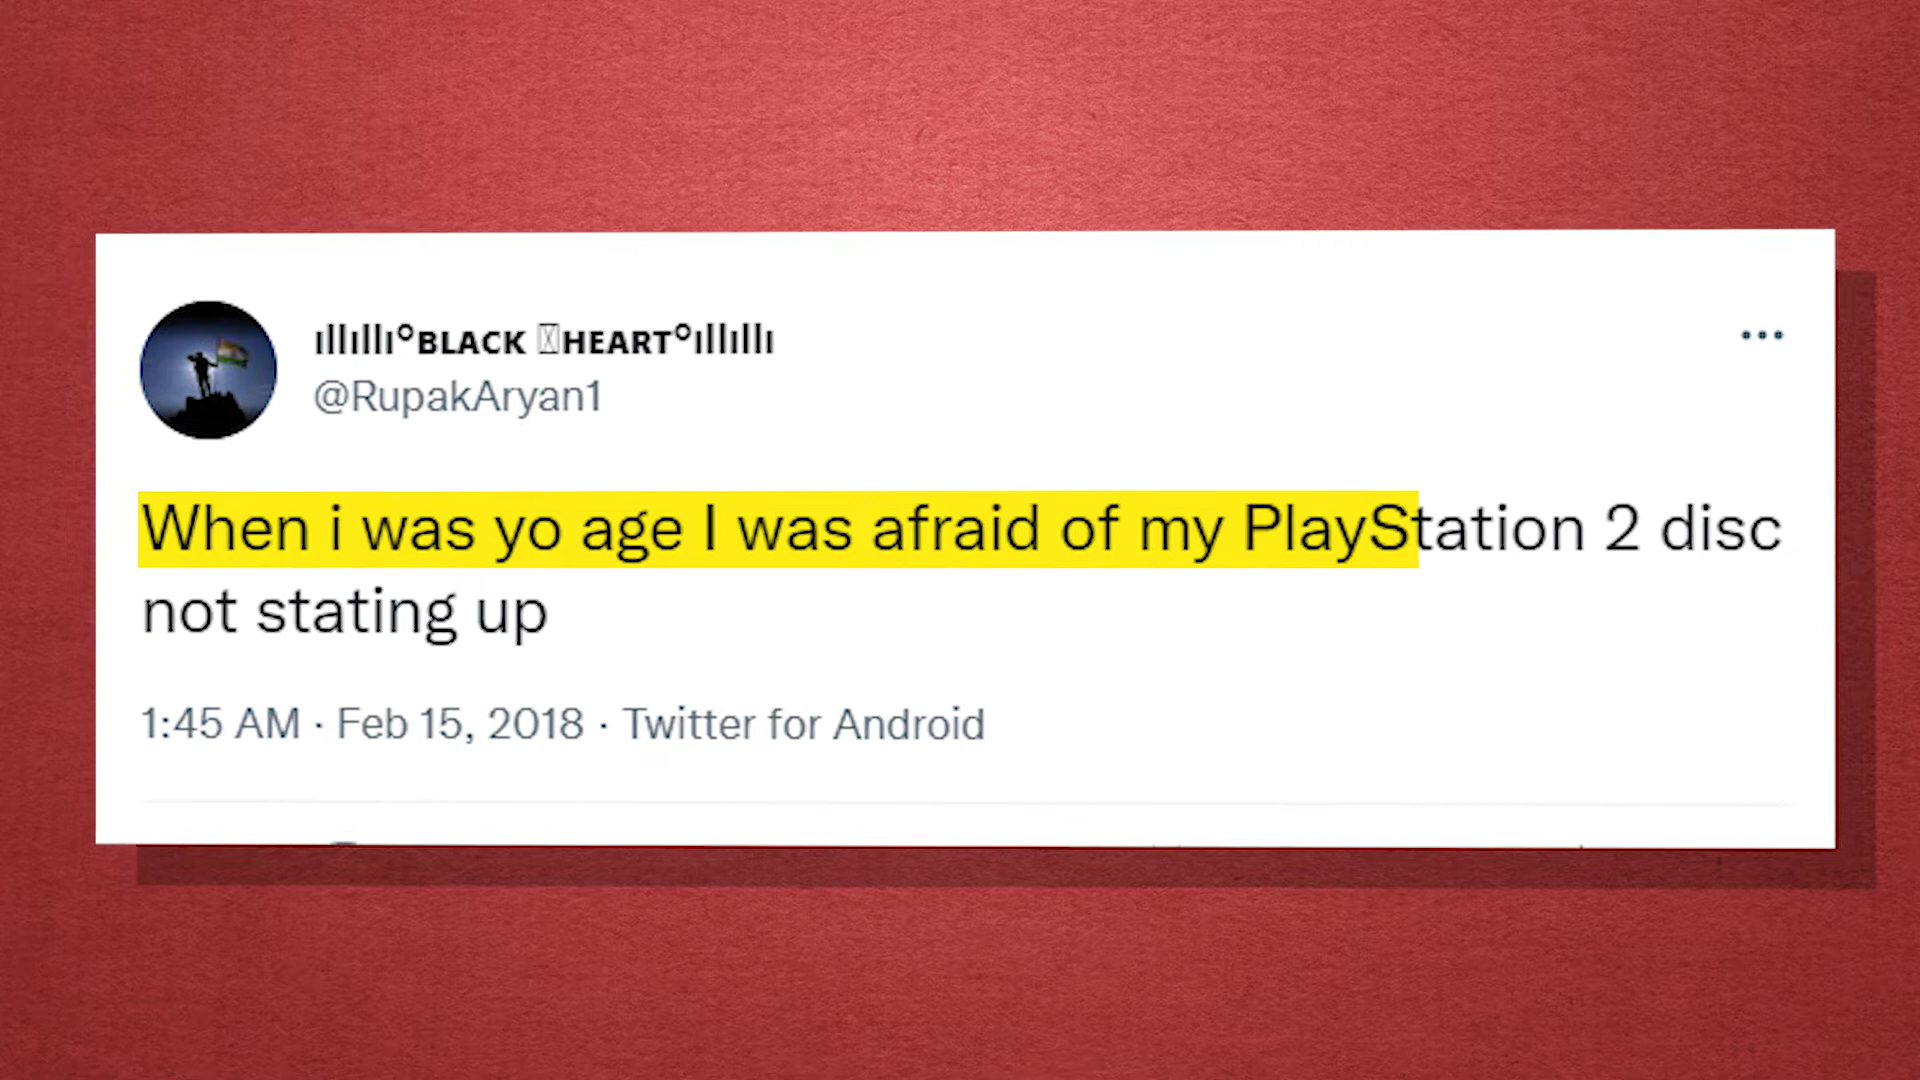 ıllıllı°BLACK HEART°ıllıllı
@RupakAryan1
When i was yo age I was afraid of my PlayStation 2 disc
not stating up
1:45 AM · Feb 15, 2018 · Twitter for Android